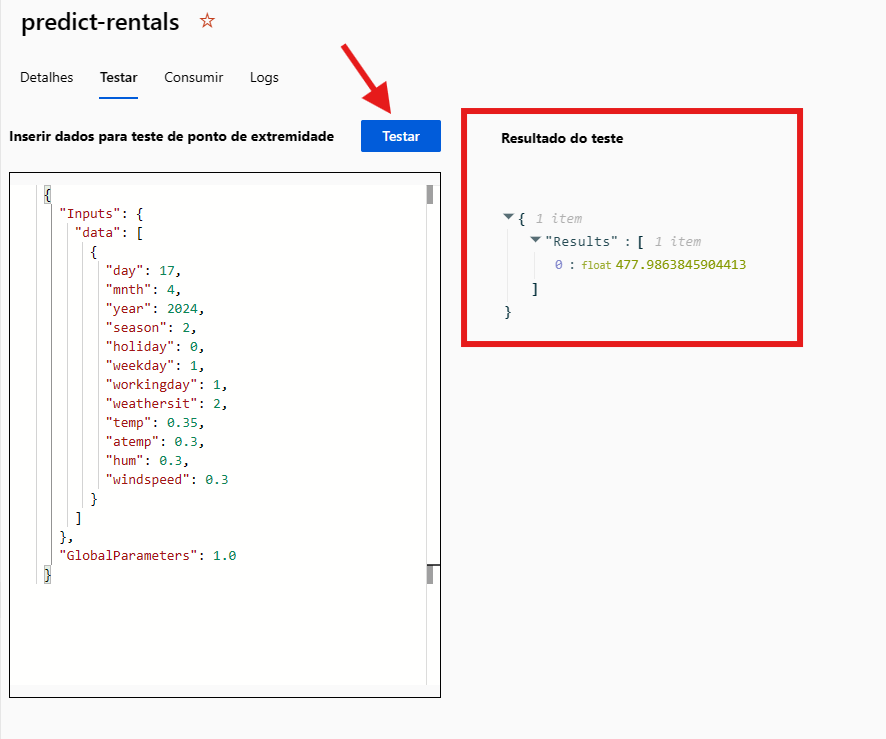 predict-rentals
Detalhes Testar Consumir Logs
Inserir dados para teste de ponto de extremidade Testar
{
"Inputs": {
"data": [
{
"day": 17,
"mnth": 4,
"year": 2024,
"season": 2,
"holiday": 0,
"weekday": 1,
"workingday": 1,
"weathersit": 2,
"temp": 0.35,
"atemp": 0.3,
"hum": 0.3,
"windspeed": 0.3
}
]
},
"GlobalParameters": 1.0
}
Resultado do teste
{ 1 item
"Results" : [ 1 item
0 : float 477.9863845904413
]
}